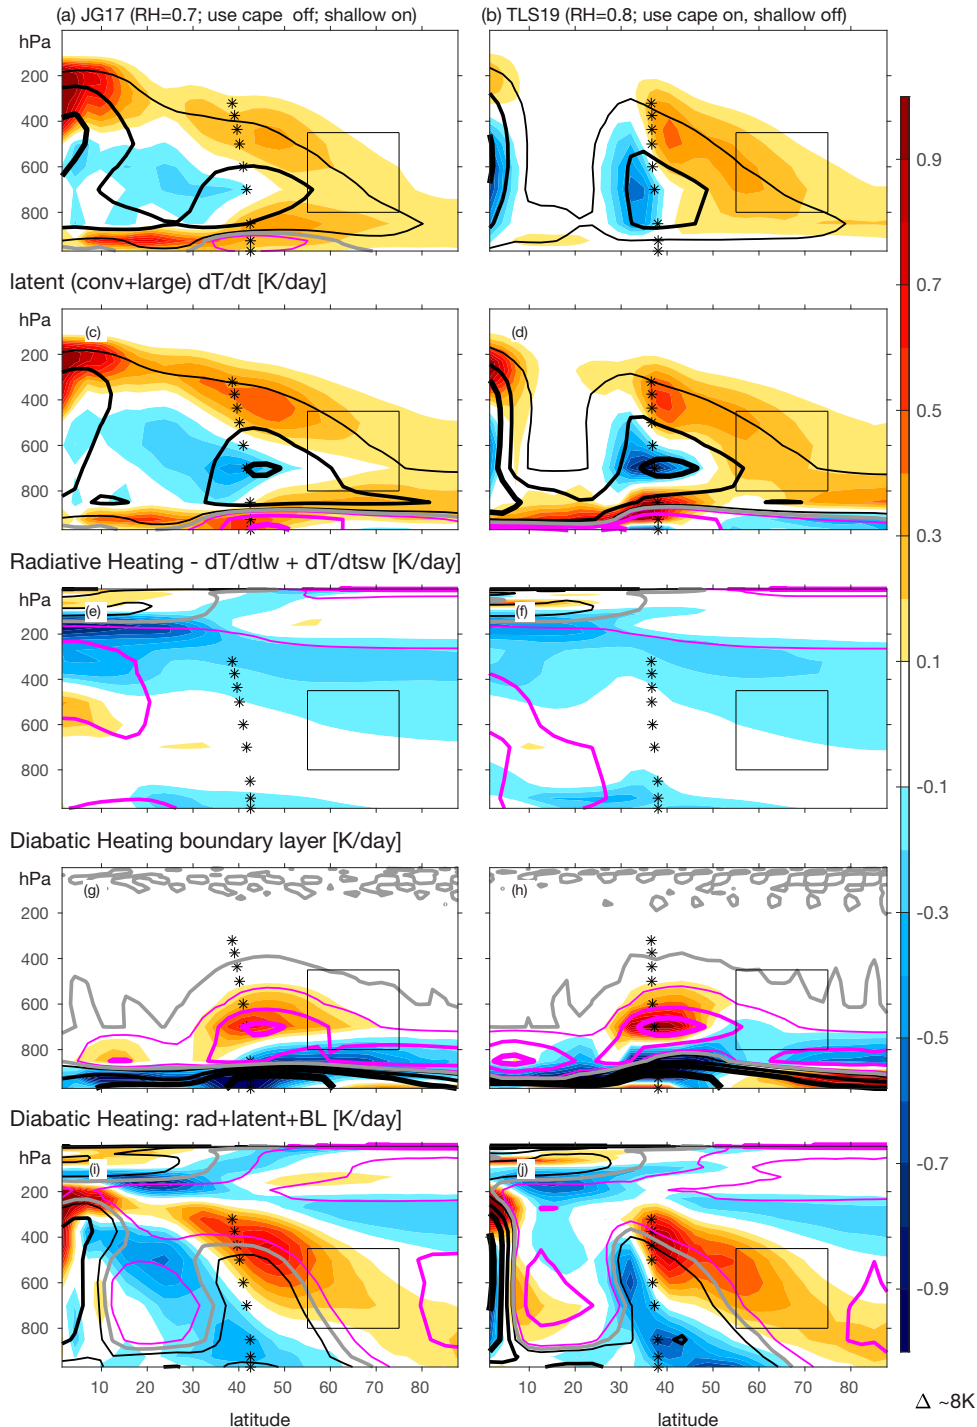 (a) JG17 (RH=0.7; use cape off; shallow on)
(b) TLS19 (RH=0.8; use cape on, shallow off)
hPa
200
400
600
800
0.9
0.7
latent (conv+large) dT/dt [K/day]
hPa
(c)
(d)
200
400
600
800
0.5
0.3
Radiative Heating - dT/dtlw + dT/dtsw [K/day]
hPa
(e)
(f)
200
400
600
800
0.1
-0.1
Diabatic Heating boundary layer [K/day]
hPa
(g)
(h)
200
400
600
800
-0.3
-0.5
Diabatic Heating: rad+latent+BL [K/day]
hPa
(i)
(j)
200
400
600
800
-0.7
-0.9
10 20 30 40 50 60 70 80
10 20 30 40 50 60 70 80
latitude
latitude
Δ ~8K